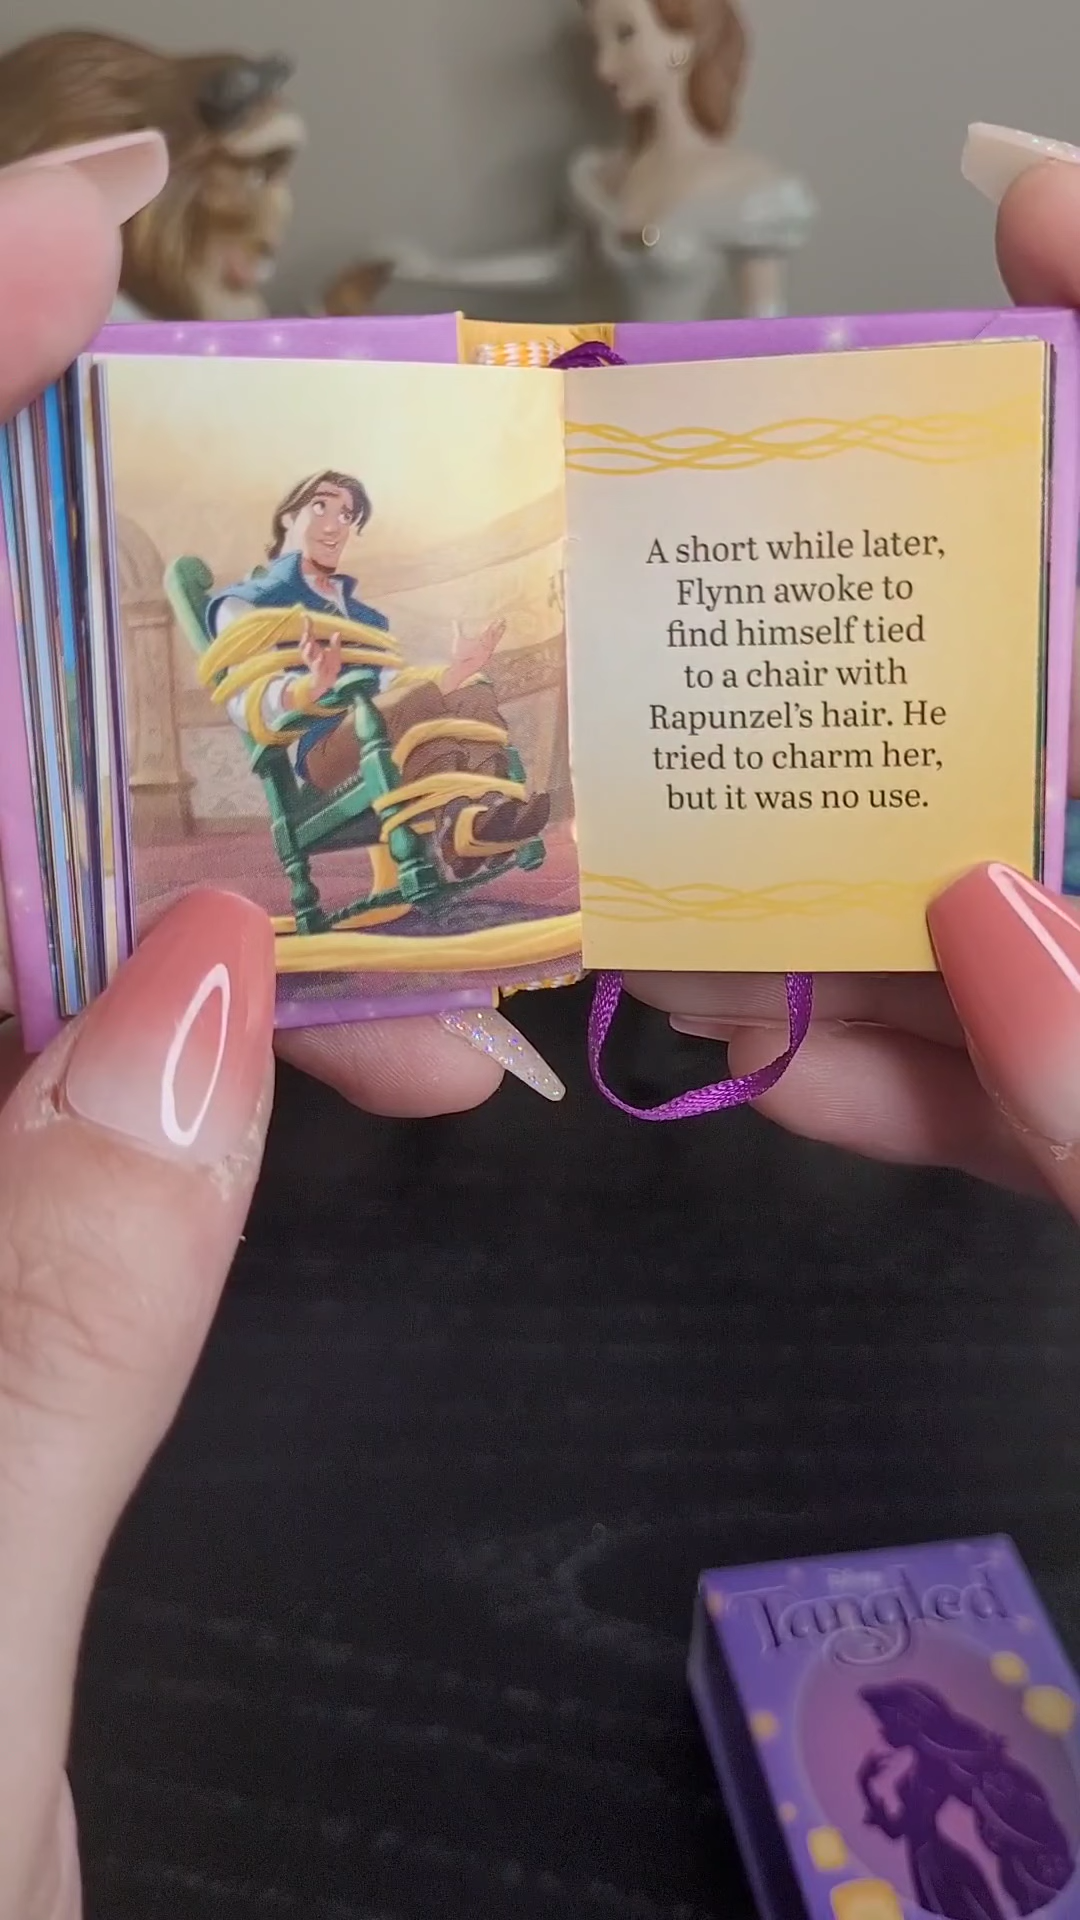 A short while later,
Flynn awoke to
find himself tied
to a chair with
Rapunzel’s hair. He
tried to charm her,
but it was no use.
Disney
Tangled